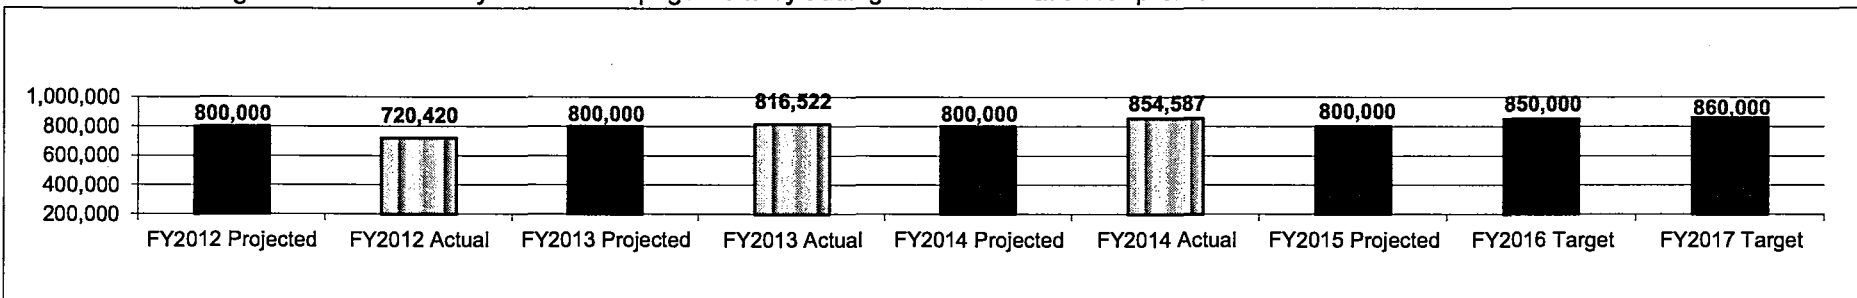 1,000,000
800,000
600,000
400,000
200,000
800,000
720,420
800,000
816,522
800,000
854,587
800,000
850,000
860,000
FY2012 Projected
FY2012 Actual
FY2013 Projected
FY2013 Actual
FY2014 Projected
FY2014 Actual
FY2015 Projected
FY2016 Target
FY2017 Target